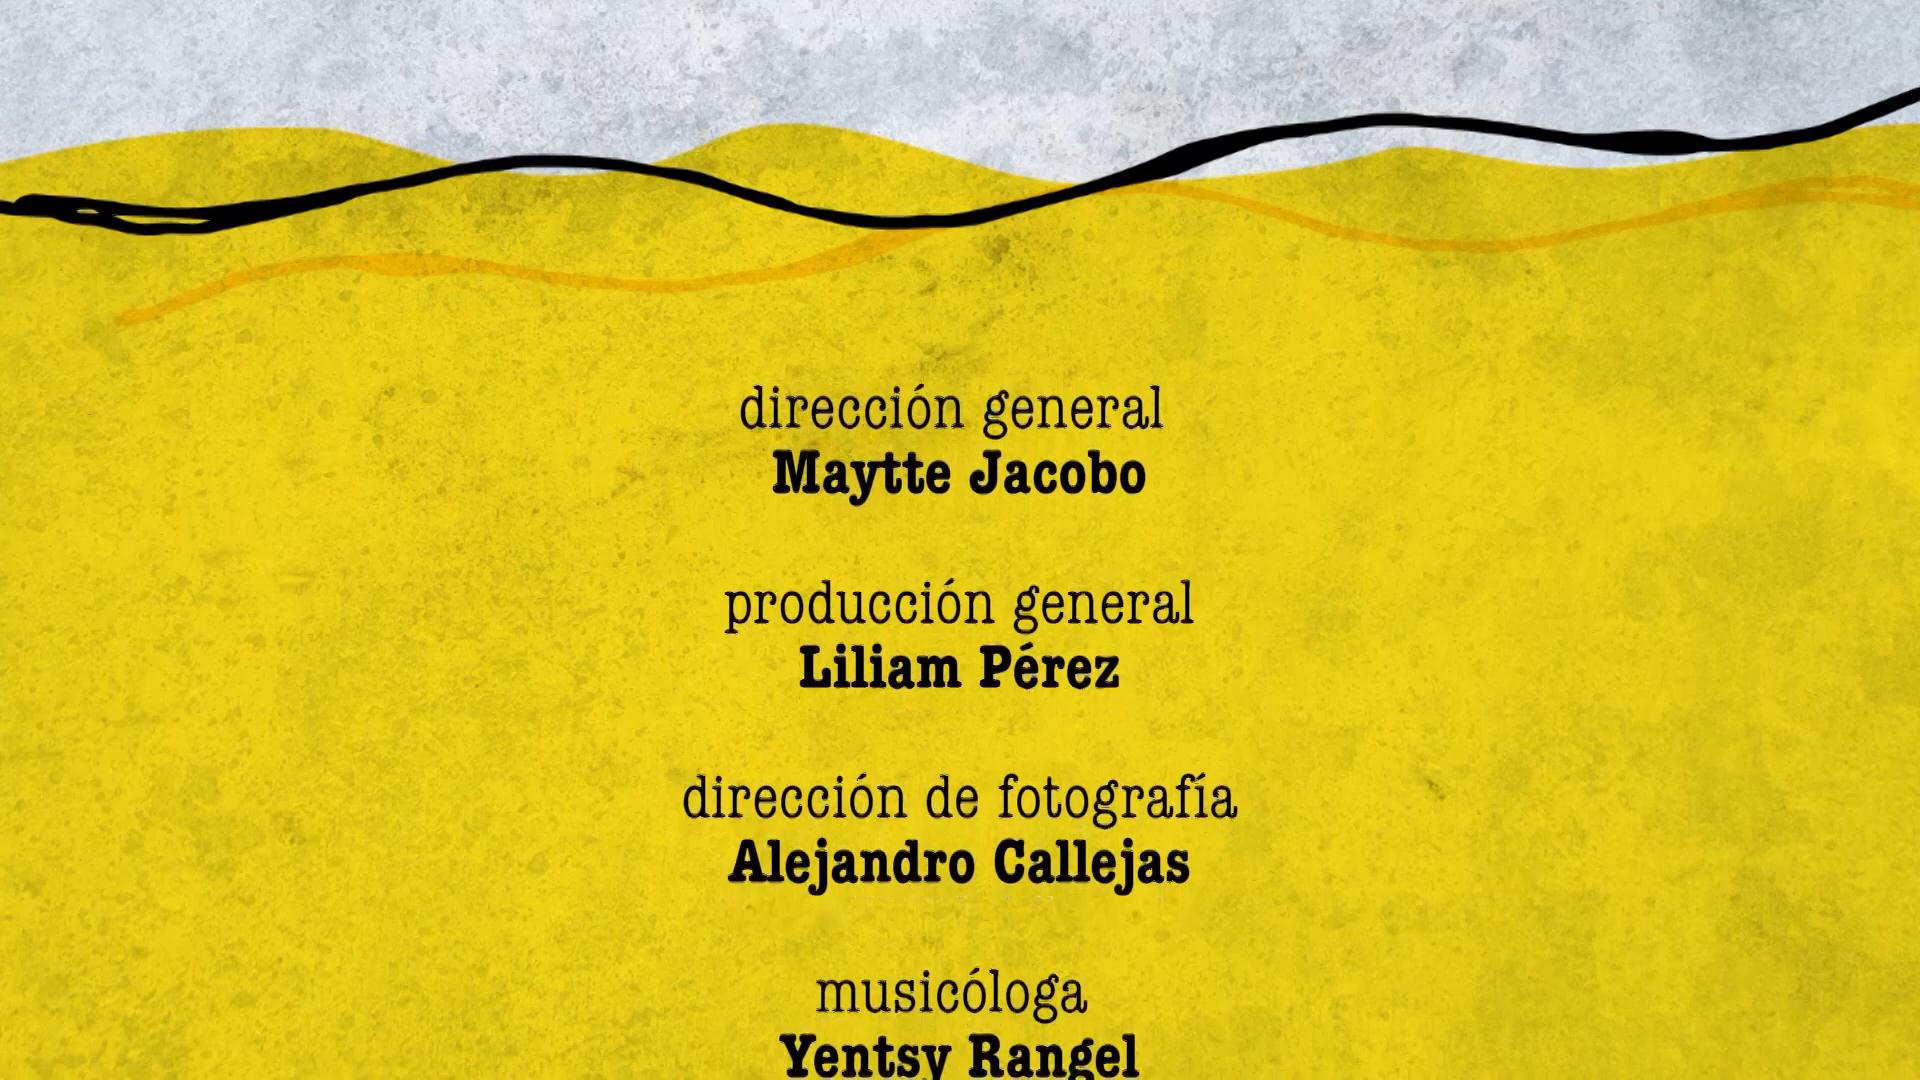 dirección general
Maytte Jacobo
producción general
Liliam Pérez
dirección de fotografía
Alejandro Callejas
musicóloga
Yentsy Rangel